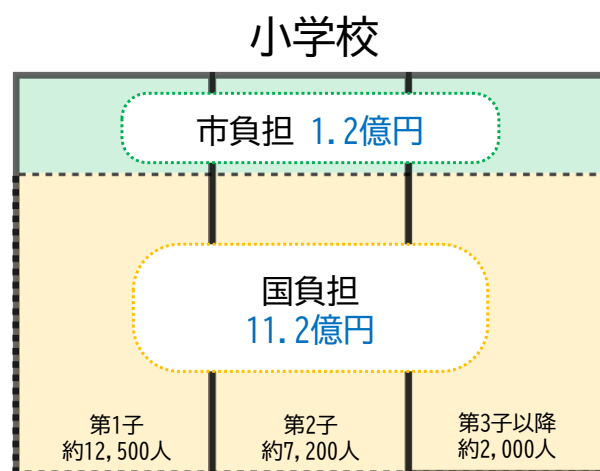 小学校
市負担 1.2億円
国負担
11.2億円
第1子
約12,500人
第2子
約7,200人
第3子以降
約2,000人